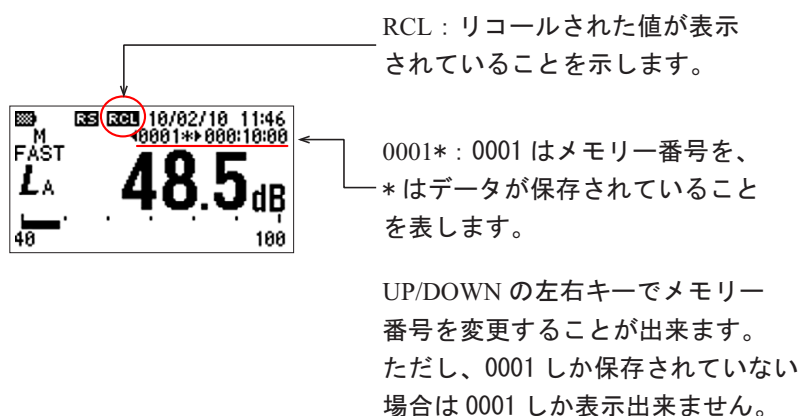 RCL：リコールされた値が表示
されていることを示します。
RS RCL 10/02/10 11:46
M ◂0001*▸000:10:00
FAST
LA 48.5dB
40 100
0001*：0001 はメモリー番号を、
* はデータが保存されていること
を表します。
UP/DOWN の左右キーでメモリー
番号を変更することが出来ます。
ただし、0001 しか保存されていない
場合は 0001 しか表示出来ません。